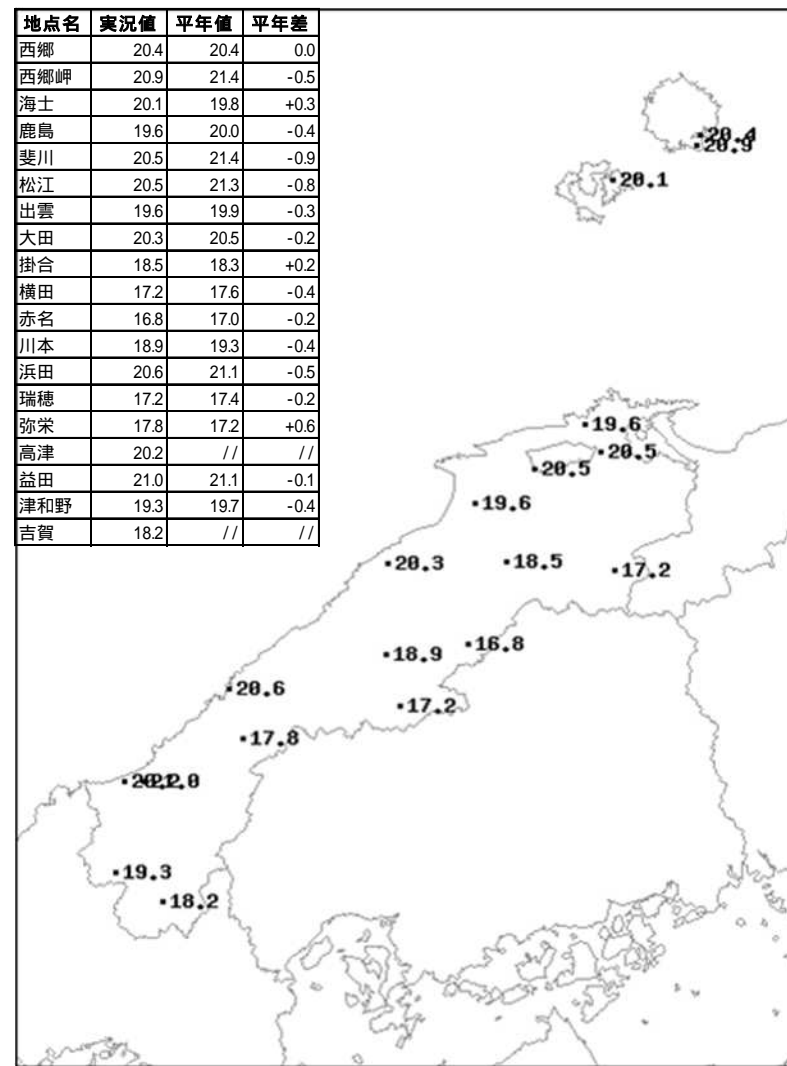 地点名 実況値 平年値 平年差
西郷 20.4 20.4 0.0
西郷岬 20.9 21.4 -0.5
海士 20.1 19.8 +0.3
鹿島 19.6 20.0 -0.4
斐川 20.5 21.4 -0.9
松江 20.5 21.3 -0.8
出雲 19.6 19.9 -0.3
大田 20.3 20.5 -0.2
掛合 18.5 18.3 +0.2
横田 17.2 17.6 -0.4
赤名 16.8 17.0 -0.2
川本 18.9 19.3 -0.4
浜田 20.6 21.1 -0.5
瑞穂 17.2 17.4 -0.2
弥栄 17.8 17.2 +0.6
高津 20.2 // //
益田 21.0 21.1 -0.1
津和野 19.3 19.7 -0.4
吉賀 18.2 // //
20.4
20.9
20.1
19.6
20.5
20.5
19.6
20.3
18.5
17.2
16.8
18.9
20.6
17.2
17.8
19.3
18.2